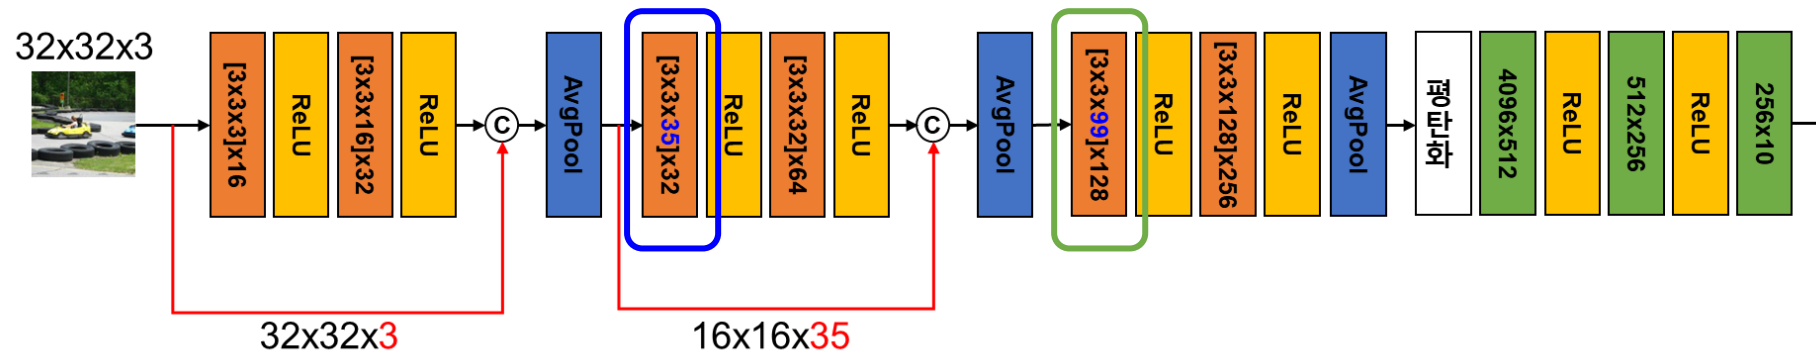 32x32x3
[3x3x3]x16
ReLU
[3x3x16]x32
ReLU
C
AvgPool
[3x3x35]x32
ReLU
[3x3x32]x64
ReLU
C
AvgPool
[3x3x99]x128
ReLU
[3x3x128]x256
ReLU
AvgPool
평탄화
4096x512
ReLU
512x256
ReLU
256x10
32x32x3
16x16x35